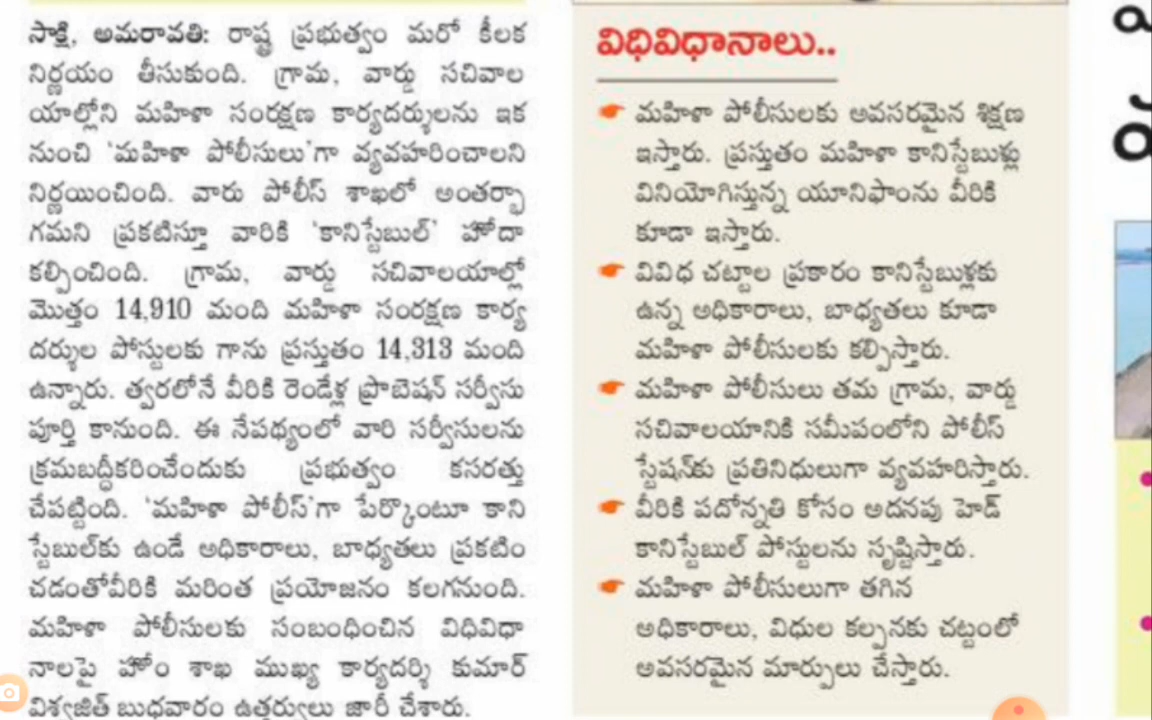 సాక్షి, అమరావతి: రాష్ట్ర ప్రభుత్వం మరో కీలక
నిర్ణయం తీసుకుంది. గ్రామ, వార్డు సచివాల
యాల్లోని మహిళా సంరక్షణ కార్యదర్శులను ఇక
నుంచి 'మహిళా పోలీసులు'గా వ్యవహరించాలని
నిర్ణయించింది. వారు పోలీస్ శాఖలో అంతర్భా
గమని ప్రకటిస్తూ వారికి 'కానిస్టేబుల్' హోదా
కల్పించింది. గ్రామ, వార్డు సచివాలయాల్లో
మొత్తం 14,910 మంది మహిళా సంరక్షణ కార్య
దర్శుల పోస్టులకు గాను ప్రస్తుతం 14,313 మంది
ఉన్నారు. త్వరలోనే వీరికి రెండేళ్ల ప్రొబెషన్ సర్వీసు
పూర్తి కానుంది. ఈ నేపథ్యంలో వారి సర్వీసులను
క్రమబద్ధీకరించేందుకు ప్రభుత్వం కసరత్తు
చేపట్టింది. 'మహిళా పోలీస్'గా పేర్కొంటూ కాని
స్టేబుల్‌కు ఉండే అధికారాలు, బాధ్యతలు ప్రకటిం
చడంతోవీరికి మరింత ప్రయోజనం కలగనుంది.
మహిళా పోలీసులకు సంబంధించిన విధివిధా
నాలపై హోం శాఖ ముఖ్య కార్యదర్శి కుమార్
విశ్వజిత్ బుధవారం ఉత్తర్వులు జారీ చేశారు.
విధివిధానాలు..
మహిళా పోలీసులకు అవసరమైన శిక్షణ
ఇస్తారు. ప్రస్తుతం మహిళా కానిస్టేబుళ్లు
వినియోగిస్తున్న యూనిఫాంను వీరికి
కూడా ఇస్తారు.
వివిధ చట్టాల ప్రకారం కానిస్టేబుళ్లకు
ఉన్న అధికారాలు, బాధ్యతలు కూడా
మహిళా పోలీసులకు కల్పిస్తారు.
మహిళా పోలీసులు తమ గ్రామ, వార్డు
సచివాలయానికి సమీపంలోని పోలీస్
స్టేషన్‌కు ప్రతినిధులుగా వ్యవహరిస్తారు.
వీరికి పదోన్నతి కోసం అదనపు హెడ్
కానిస్టేబుల్ పోస్టులను సృష్టిస్తారు.
మహిళా పోలీసులుగా తగిన
అధికారాలు, విధుల కల్పనకు చట్టంలో
అవసరమైన మార్పులు చేస్తారు.